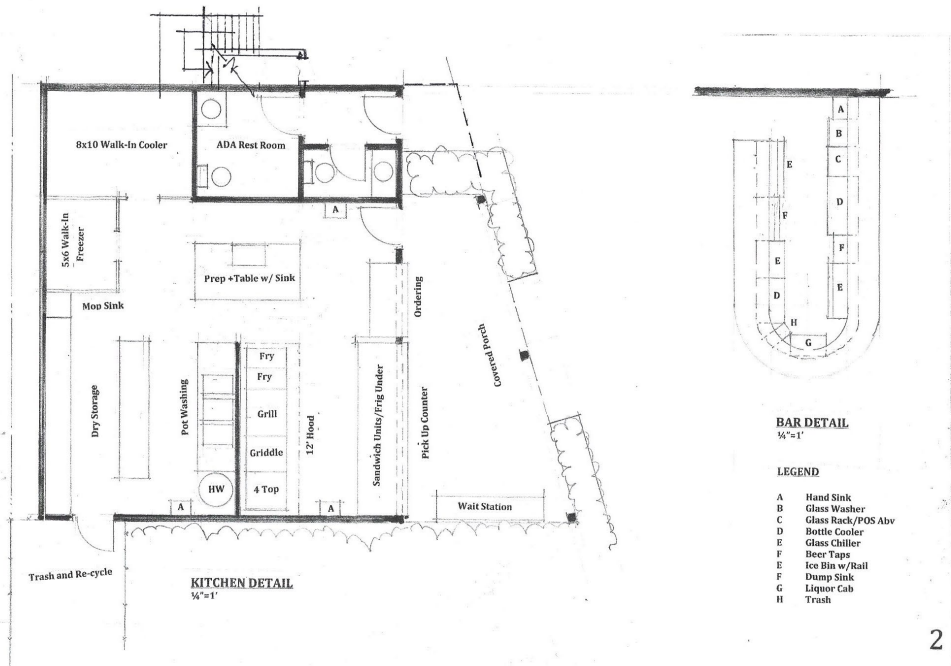 8x10 Walk-In Cooler
ADA Rest Room
A
5x6 Walk-In
Freezer
Prep +Table w/ Sink
Mop Sink
Ordering
Covered Porch
Dry Storage
Pot Washing
Fry
Fry
Grill
Griddle
4 Top
12' Hood
Sandwich Units/Frig Under
Pick Up Counter
HW
A
A
Wait Station
Trash and Re-cycle
KITCHEN DETAIL
¼"=1'
A
B
C
D
F
E
E
F
E
D
H
G
BAR DETAIL
¼"=1'
LEGEND
A Hand Sink
B Glass Washer
C Glass Rack/POS Abv
D Bottle Cooler
E Glass Chiller
F Beer Taps
E Ice Bin w/Rail
F Dump Sink
G Liquor Cab
H Trash
2